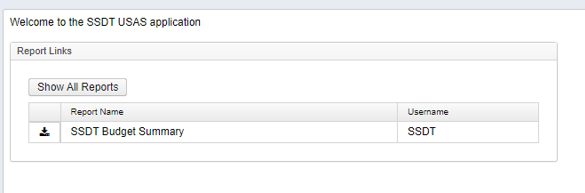 Welcome to the SSDT USAS application
Report Links
Show All Reports
Report Name Username
SSDT Budget Summary SSDT